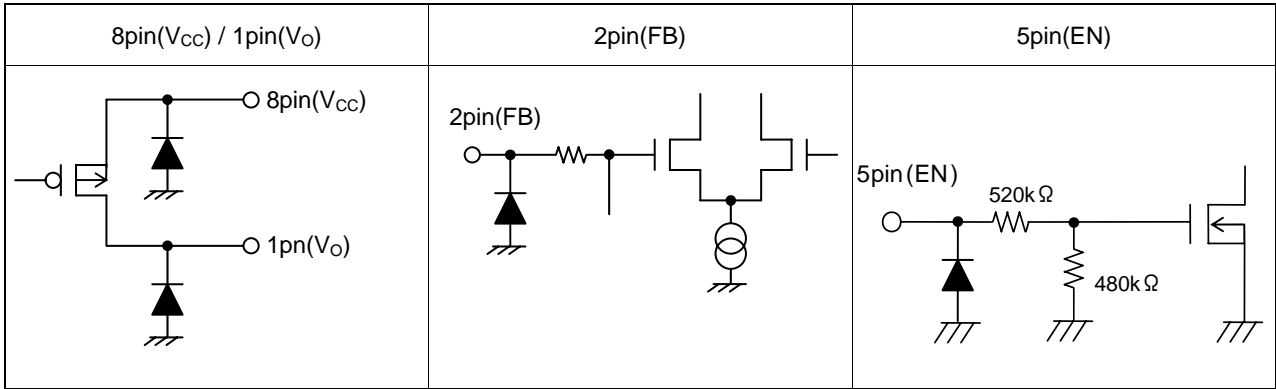 8pin(VCC) / 1pin(VO)
2pin(FB)
5pin(EN)
8pin(VCC)
1pn(VO)
2pin(FB)
5pin(EN)
520kΩ
480kΩ